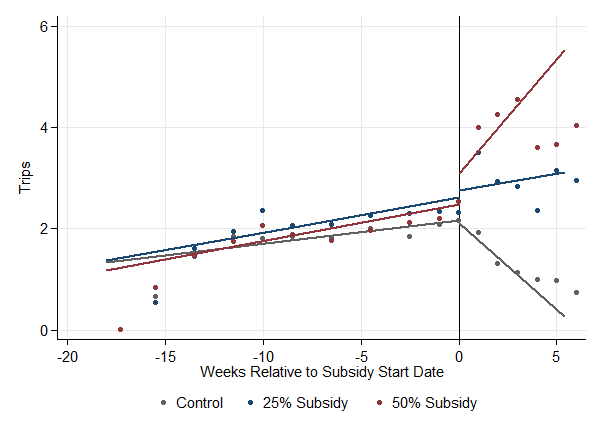 6
4
Trips
2
0
-20 -15 -10 -5 0 5
Weeks Relative to Subsidy Start Date
Control 25% Subsidy 50% Subsidy